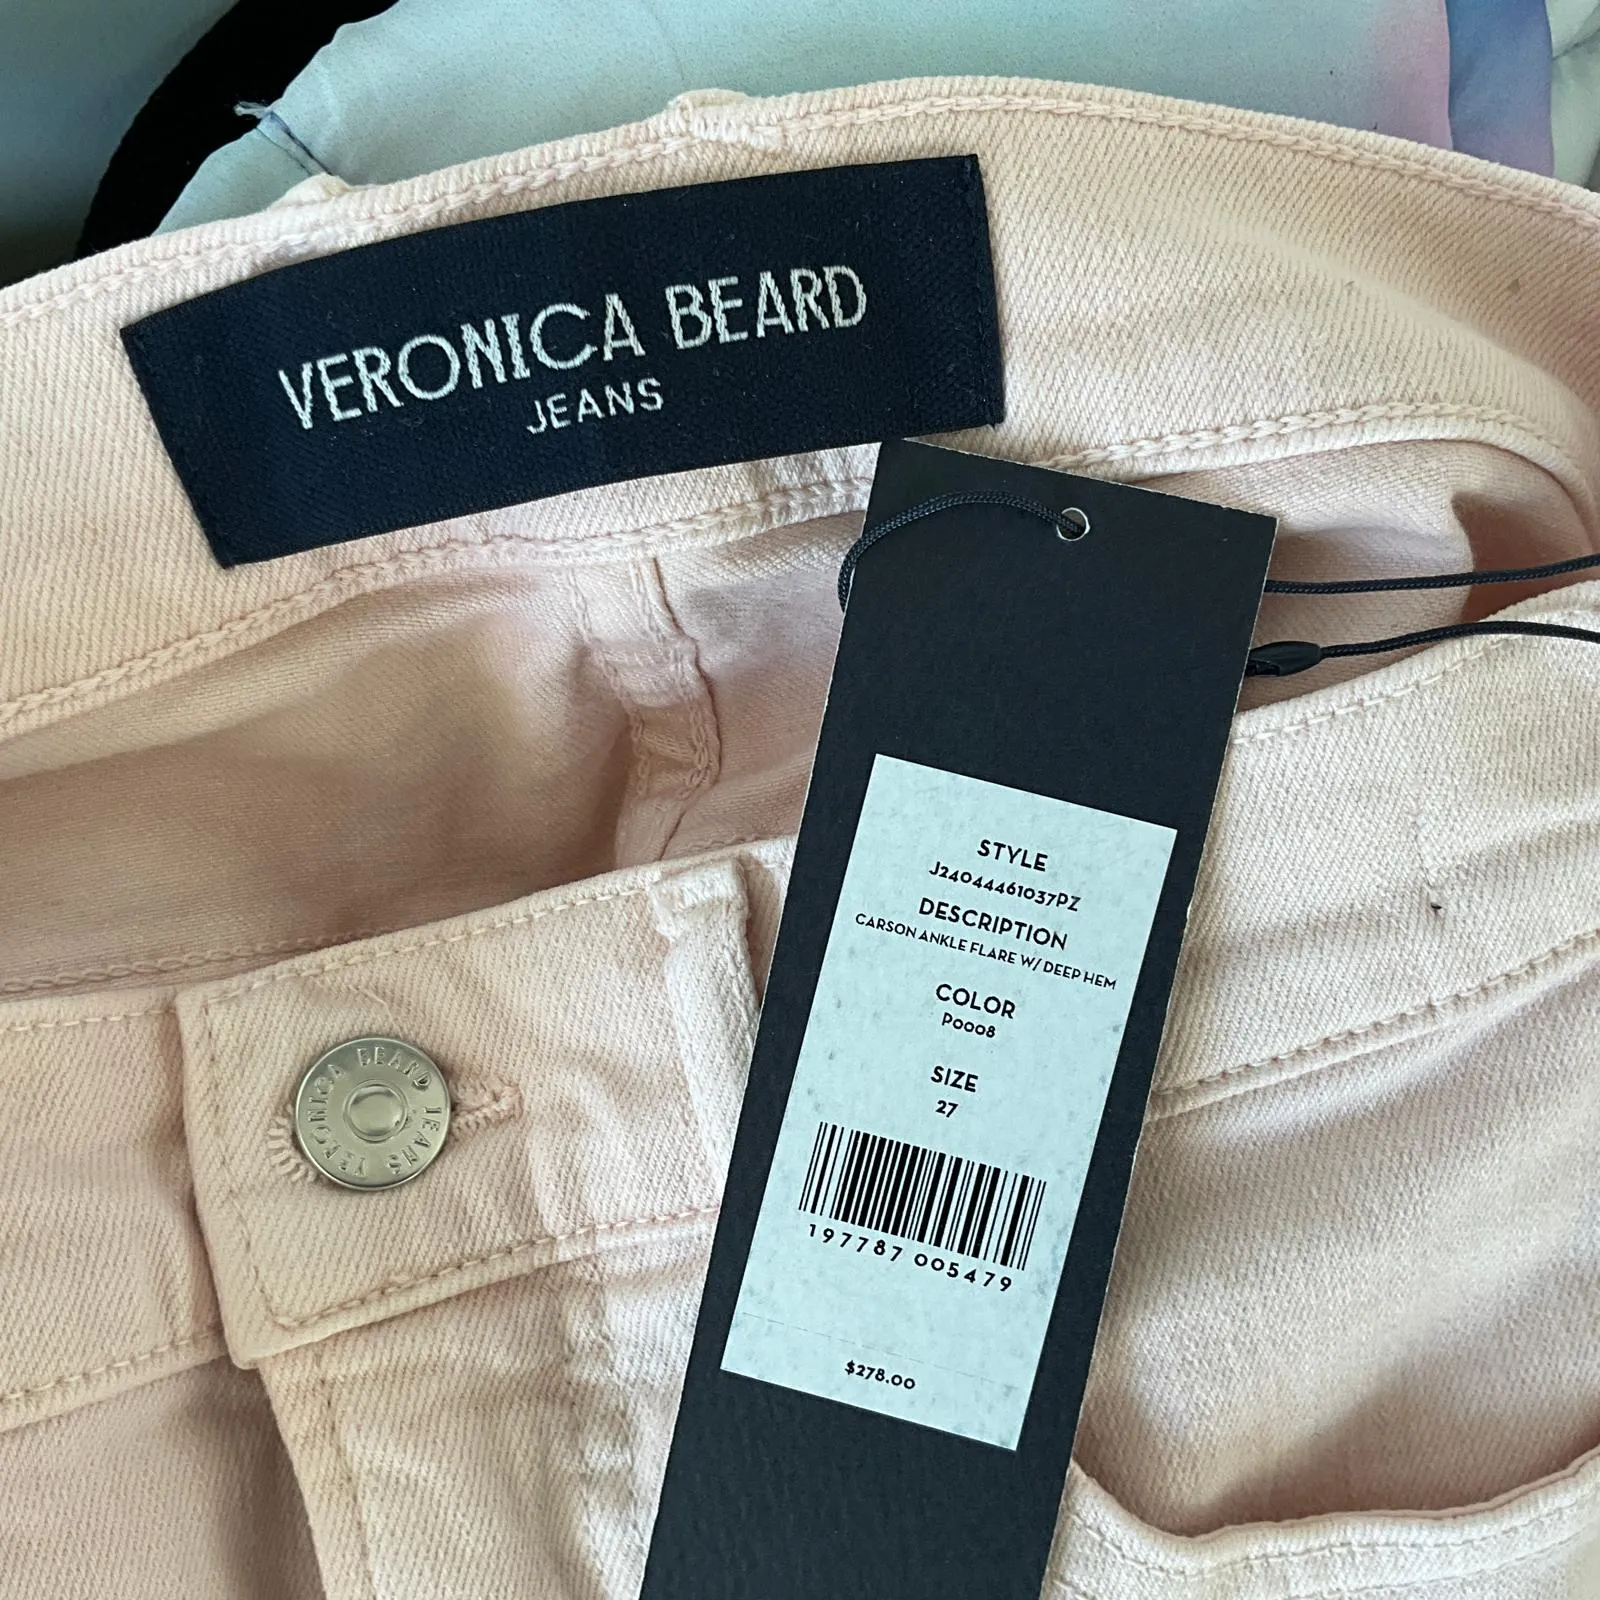 VERONICA BEARD
JEANS
STYLE
J24044461037PZ
DESCRIPTION
CARSON ANKLE FLARE W/ DEEP HEM
COLOR
P0008
SIZE
27
197787 005479
$278.00
VERONICA BEARD JEANS